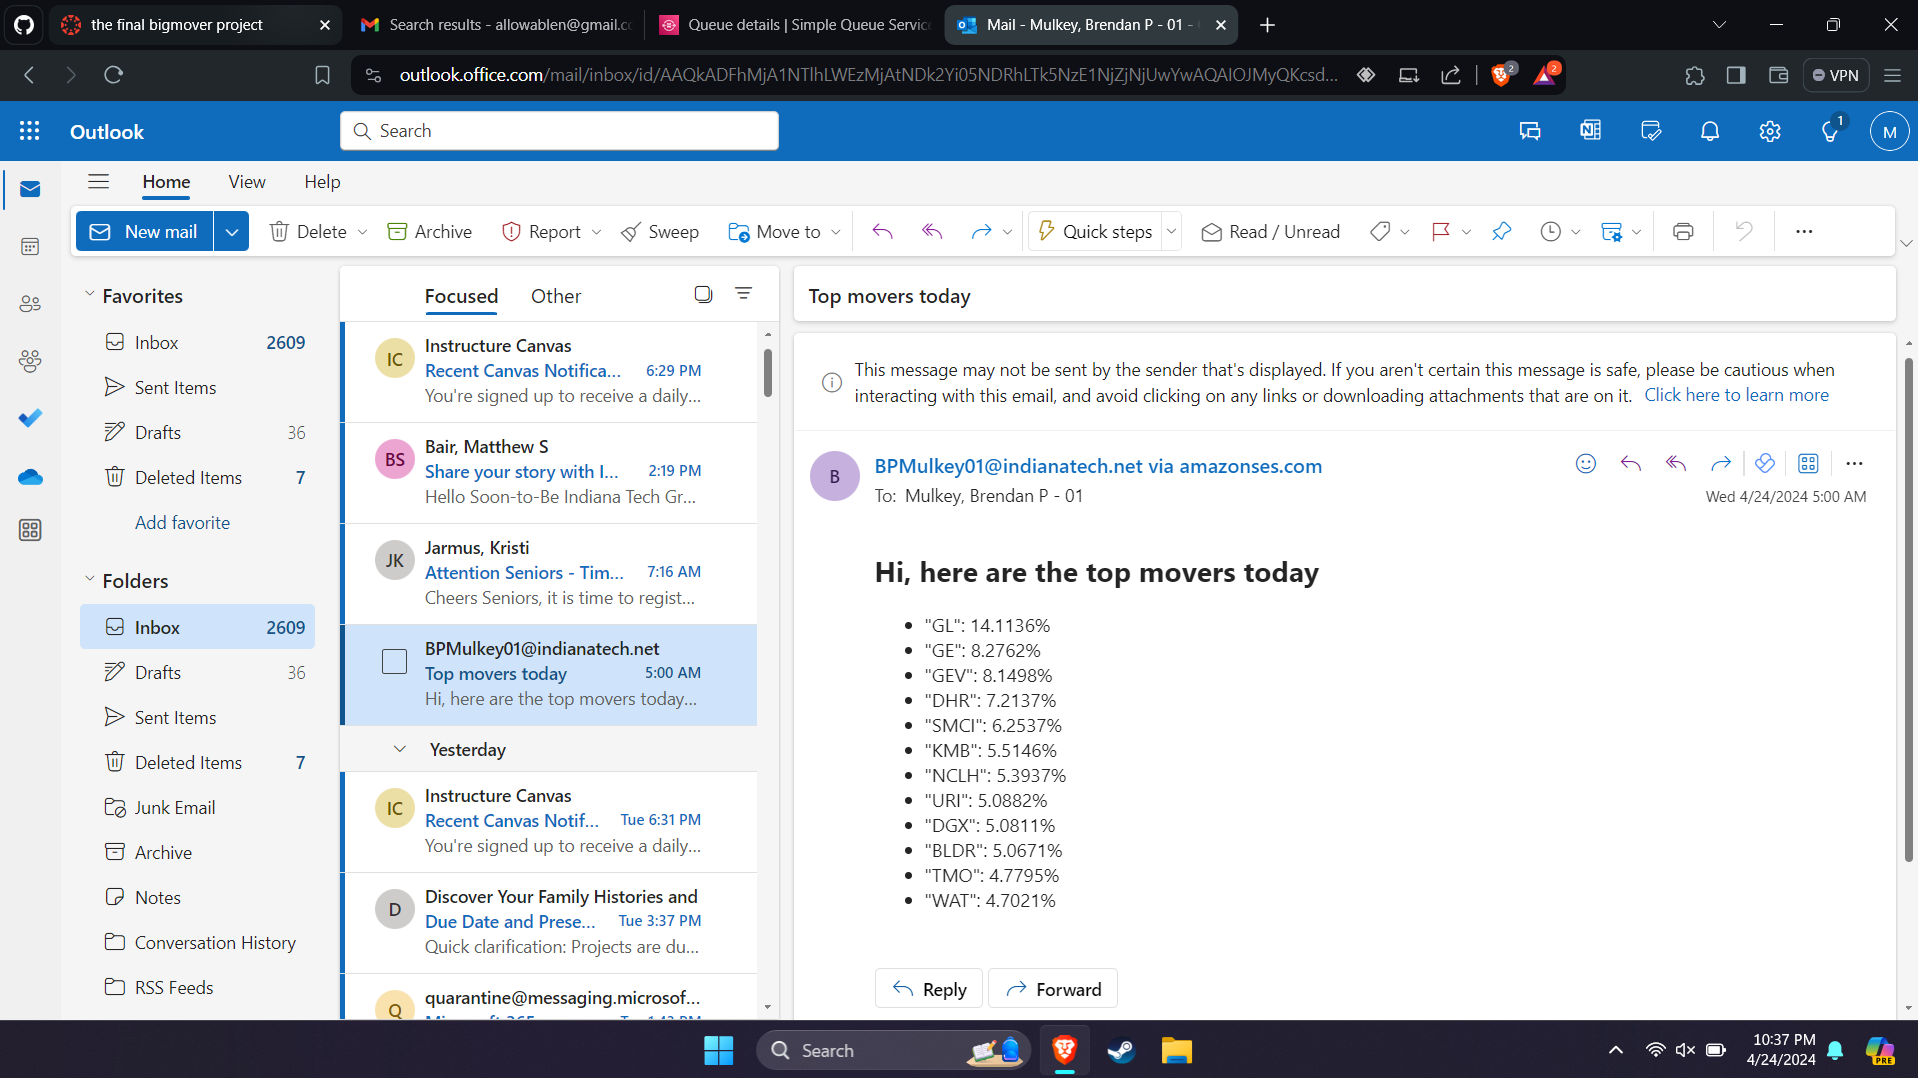 the final bigmover project
Search results - allowablen@gmail.c
Queue details | Simple Queue Service
Mail - Mulkey, Brendan P - 01 -
outlook.office.com/mail/inbox/id/AAQkADFhMjA1NTlhLWEzMjAtNDk2Yi05NDRhLTk5NzE1NjZjNjUwYwAQAIOJMyQKcsd...
2
2
VPN
Outlook
Search
1
M
Home
View
Help
New mail
Delete
Archive
Report
Sweep
Move to
Quick steps
Read / Unread
Favorites
Inbox 2609
Sent Items
Drafts 36
Deleted Items 7
Add favorite
Folders
Inbox 2609
Drafts 36
Sent Items
Deleted Items 7
Junk Email
Archive
Notes
Conversation History
RSS Feeds
Focused
Other
IC
Instructure Canvas
Recent Canvas Notifica... 6:29 PM
You're signed up to receive a daily...
BS
Bair, Matthew S
Share your story with I... 2:19 PM
Hello Soon-to-Be Indiana Tech Gr...
JK
Jarmus, Kristi
Attention Seniors - Tim... 7:16 AM
Cheers Seniors, it is time to regist...
BPMulkey01@indianatech.net
Top movers today 5:00 AM
Hi, here are the top movers today...
Yesterday
IC
Instructure Canvas
Recent Canvas Notif... Tue 6:31 PM
You're signed up to receive a daily...
D
Discover Your Family Histories and
Due Date and Prese... Tue 3:37 PM
Quick clarification: Projects are du...
Q
quarantine@messaging.microsof...
Top movers today
This message may not be sent by the sender that's displayed. If you aren't certain this message is safe, please be cautious when
interacting with this email, and avoid clicking on any links or downloading attachments that are on it. Click here to learn more
B
BPMulkey01@indianatech.net via amazonses.com
To: Mulkey, Brendan P - 01
Wed 4/24/2024 5:00 AM
Hi, here are the top movers today
"GL": 14.1136%
"GE": 8.2762%
"GEV": 8.1498%
"DHR": 7.2137%
"SMCI": 6.2537%
"KMB": 5.5146%
"NCLH": 5.3937%
"URI": 5.0882%
"DGX": 5.0811%
"BLDR": 5.0671%
"TMO": 4.7795%
"WAT": 4.7021%
Reply
Forward
Search
10:37 PM
4/24/2024
PRE